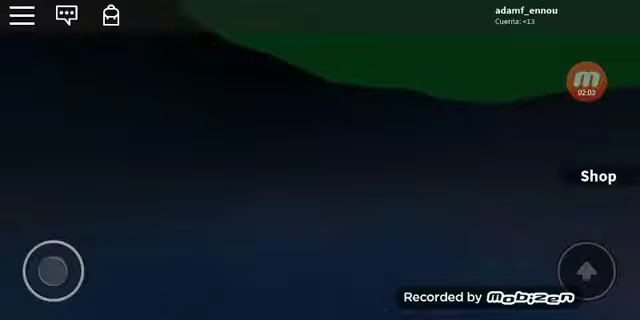 adamf_ennou
Cuenta: <13
02:03
Shop
Recorded by mobizen